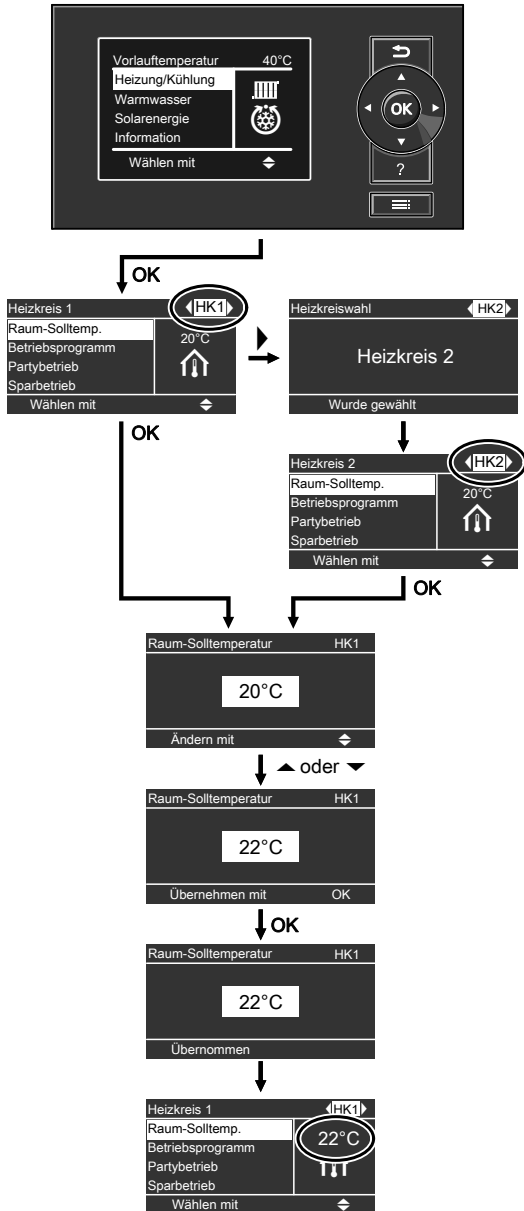 Vorlauftemperatur 40°C
Heizung/Kühlung
Warmwasser
Solarenergie
Information
Wählen mit
OK
?
OK
Heizkreis 1 HK1
Raum-Solltemp.
Betriebsprogramm
Partybetrieb
Sparbetrieb
20°C
Wählen mit
Heizkreiswahl HK2
Heizkreis 2
Wurde gewählt
OK
Heizkreis 2 HK2
Raum-Solltemp.
Betriebsprogramm
Partybetrieb
Sparbetrieb
20°C
Wählen mit
OK
Raum-Solltemperatur HK1
20°C
Ändern mit
oder
Raum-Solltemperatur HK1
22°C
Übernehmen mit OK
OK
Raum-Solltemperatur HK1
22°C
Übernommen
Heizkreis 1 HK1
Raum-Solltemp.
Betriebsprogramm
Partybetrieb
Sparbetrieb
22°C
Wählen mit